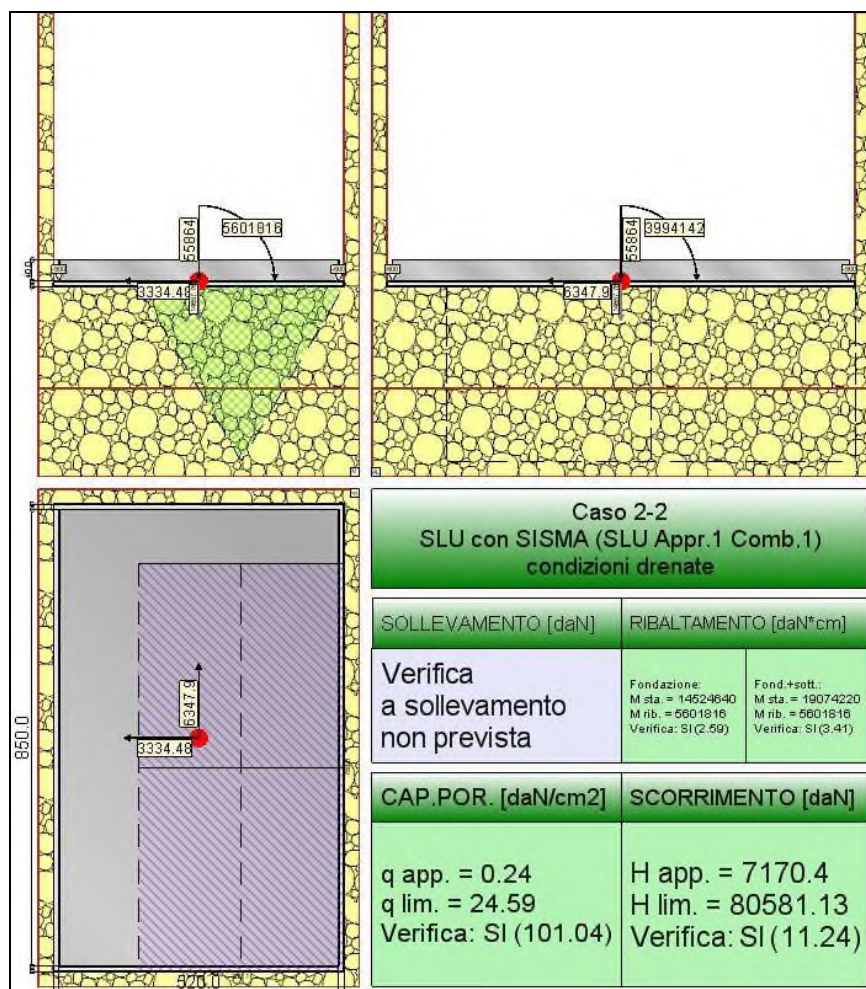 55864
5601816
3334.48
55864
3994142
6347.9
6347.9
3334.48
850.0
520.0
Caso 2-2
SLU con SISMA (SLU Appr.1 Comb.1)
condizioni drenate
SOLLEVAMENTO [daN]
RIBALTAMENTO [daN*cm]
Verifica
a sollevamento
non prevista
Fondazione:
M sta. = 14524640
M rib. = 5601816
Verifica: SI (2.59)
Fond.+sott.:
M sta. = 19074220
M rib. = 5601816
Verifica: SI (3.41)
CAP.POR. [daN/cm2]
SCORRIMENTO [daN]
q app. = 0.24
q lim. = 24.59
Verifica: SI (101.04)
H app. = 7170.4
H lim. = 80581.13
Verifica: SI (11.24)